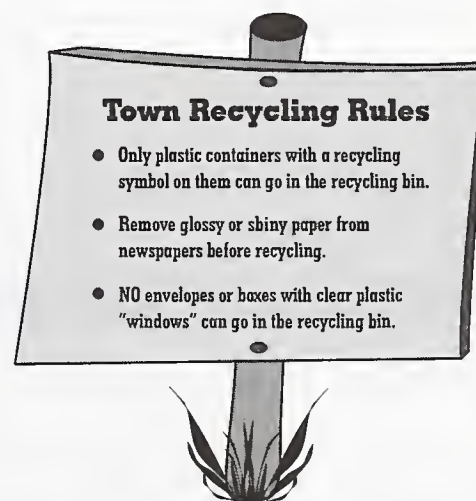 Town Recycling Rules
● Only plastic containers with a recycling
symbol on them can go in the recycling bin.
● Remove glossy or shiny paper from
newspapers before recycling.
● NO envelopes or boxes with clear plastic
"windows" can go in the recycling bin.